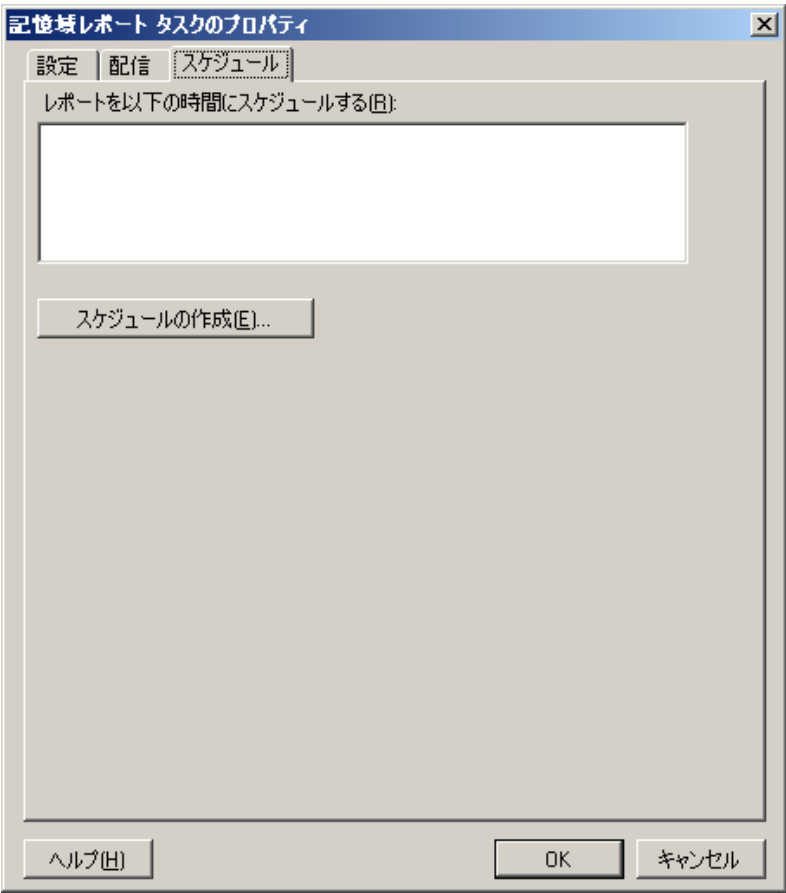 記憶域レポート タスクのプロパティ
設定 配信 スケジュール
レポートを以下の時間にスケジュールする(R):
スケジュールの作成(E)...
ヘルプ(H) OK キャンセル